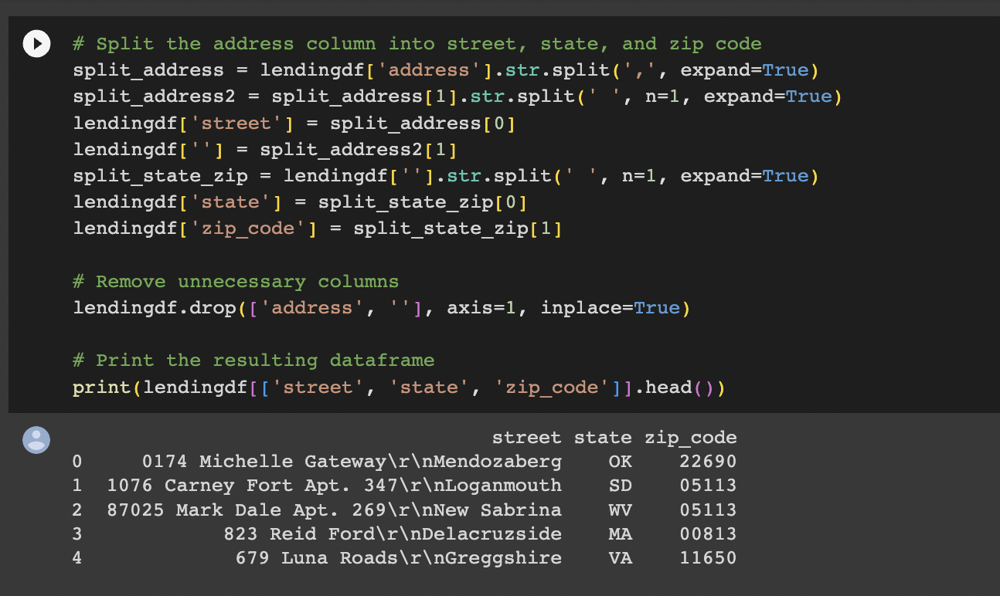 # Split the address column into street, state, and zip code
split_address = lendingdf['address'].str.split(',', expand=True)
split_address2 = split_address[1].str.split(' ', n=1, expand=True)
lendingdf['street'] = split_address[0]
lendingdf[''] = split_address2[1]
split_state_zip = lendingdf[''].str.split(' ', n=1, expand=True)
lendingdf['state'] = split_state_zip[0]
lendingdf['zip_code'] = split_state_zip[1]
# Remove unnecessary columns
lendingdf.drop(['address', ''], axis=1, inplace=True)
# Print the resulting dataframe
print(lendingdf[['street', 'state', 'zip_code']].head())
street state zip_code
0 0174 Michelle Gateway\r\nMendozaberg OK 22690
1 1076 Carney Fort Apt. 347\r\nLoganmouth SD 05113
2 87025 Mark Dale Apt. 269\r\nNew Sabrina WV 05113
3 823 Reid Ford\r\nDelacruzside MA 00813
4 679 Luna Roads\r\nGreggshire VA 11650